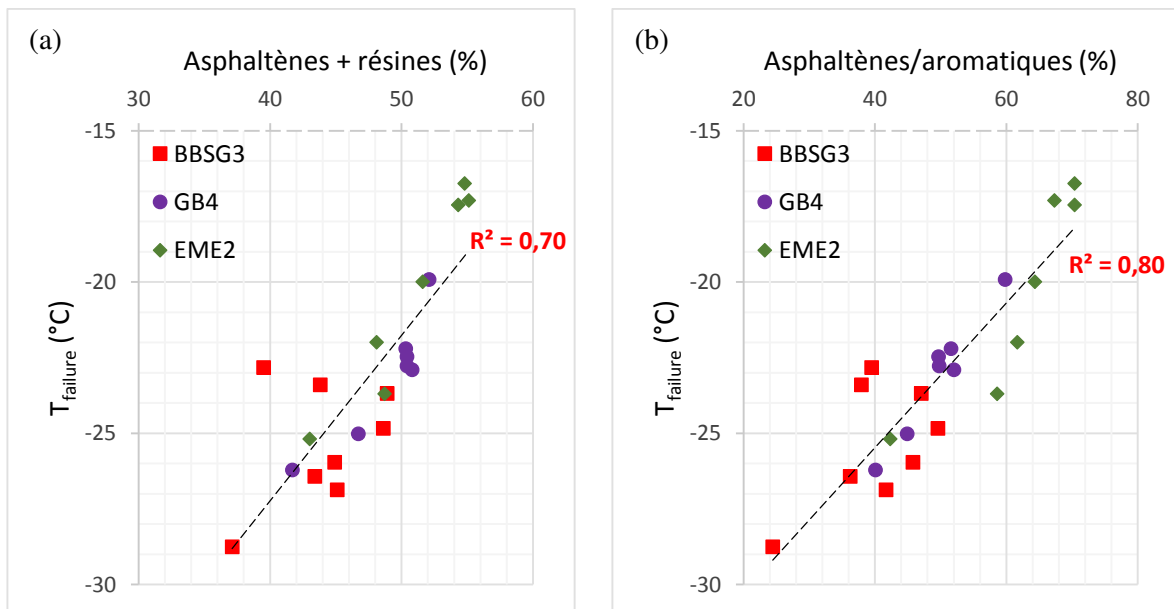 (a)
Asphaltènes + résines (%)
30 40 50 60
-15
-20
-25
-30
T_failure (°C)
BBSG3
GB4
EME2
R² = 0,70
(b)
Asphaltènes/aromatiques (%)
20 40 60 80
-15
-20
-25
-30
T_failure (°C)
BBSG3
GB4
EME2
R² = 0,80